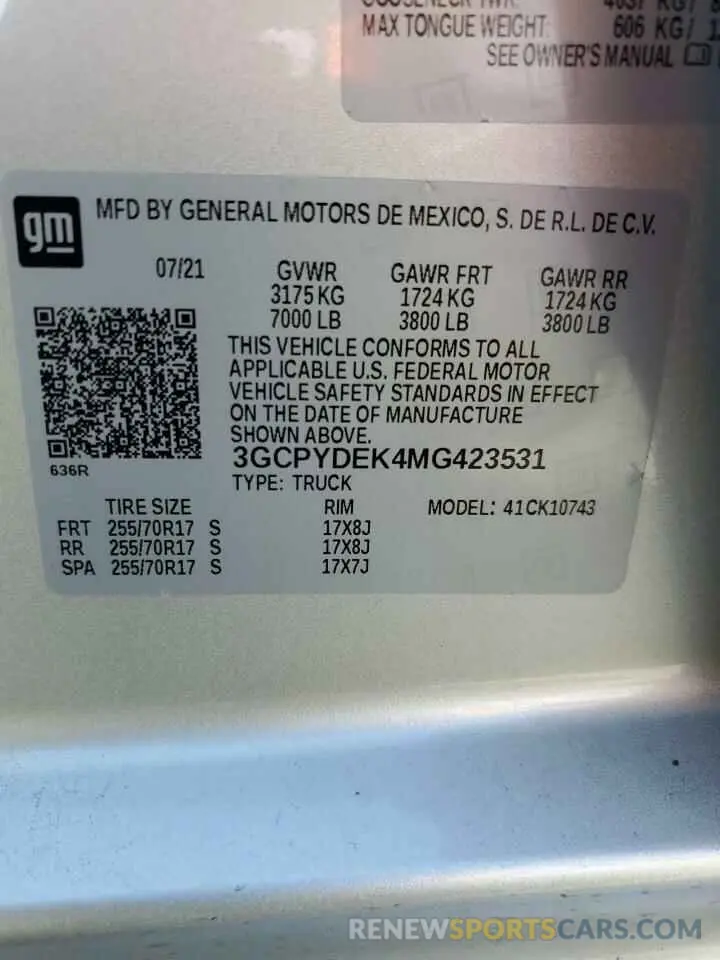 MAX TONGUE WEIGHT: 606 KG/
SEE OWNER'S MANUAL
gm
MFD BY GENERAL MOTORS DE MEXICO, S. DE R.L. DE C.V.
07/21 GVWR GAWR FRT GAWR RR
3175 KG 1724 KG 1724 KG
7000 LB 3800 LB 3800 LB
THIS VEHICLE CONFORMS TO ALL
APPLICABLE U.S. FEDERAL MOTOR
VEHICLE SAFETY STANDARDS IN EFFECT
ON THE DATE OF MANUFACTURE
SHOWN ABOVE.
636R
3GCPYDEK4MG423531
TYPE: TRUCK
TIRE SIZE RIM MODEL: 41CK10743
FRT 255/70R17 S 17X8J
RR 255/70R17 S 17X8J
SPA 255/70R17 S 17X7J
RENEWSPORTCARS.COM